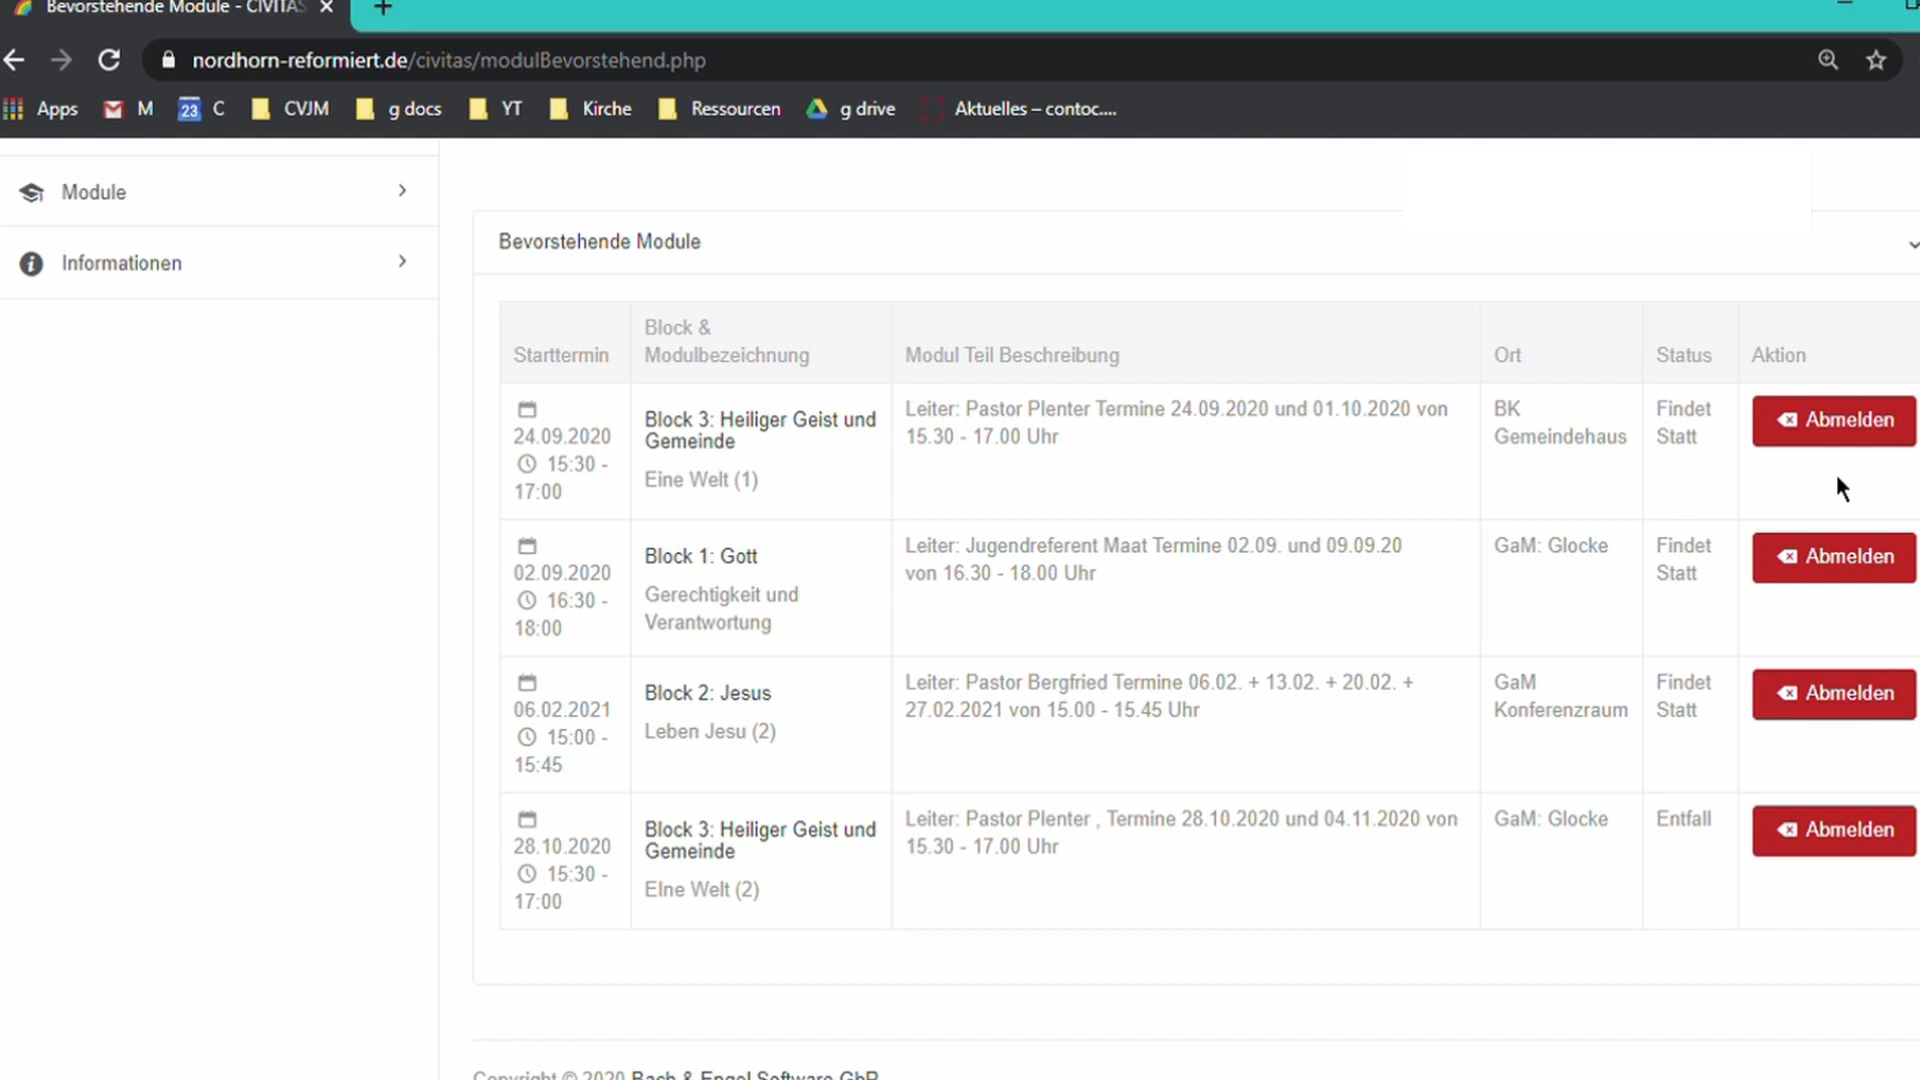 Bevorstehende Module - CIVITAS
nordhorn-reformiert.de/civitas/modulBevorstehend.php
Apps M 23 C CVJM g docs YT Kirche Ressourcen g drive Aktuelles – contoc....
Module
Informationen
Bevorstehende Module
Starttermin
Block &
Modulbezeichnung
Modul Teil Beschreibung
Ort
Status
Aktion
24.09.2020
15:30 -
17:00
Block 3: Heiliger Geist und
Gemeinde
Eine Welt (1)
Leiter: Pastor Plenter Termine 24.09.2020 und 01.10.2020 von
15.30 - 17.00 Uhr
BK
Gemeindehaus
Findet
Statt
Abmelden
02.09.2020
16:30 -
18:00
Block 1: Gott
Gerechtigkeit und
Verantwortung
Leiter: Jugendreferent Maat Termine 02.09. und 09.09.20
von 16.30 - 18.00 Uhr
GaM: Glocke
Findet
Statt
Abmelden
06.02.2021
15:00 -
15:45
Block 2: Jesus
Leben Jesu (2)
Leiter: Pastor Bergfried Termine 06.02. + 13.02. + 20.02. +
27.02.2021 von 15.00 - 15.45 Uhr
GaM
Konferenzraum
Findet
Statt
Abmelden
28.10.2020
15:30 -
17:00
Block 3: Heiliger Geist und
Gemeinde
EIne Welt (2)
Leiter: Pastor Plenter , Termine 28.10.2020 und 04.11.2020 von
15.30 - 17.00 Uhr
GaM: Glocke
Entfall
Abmelden
Copyright © 2020 Bach & Engel Software GbR